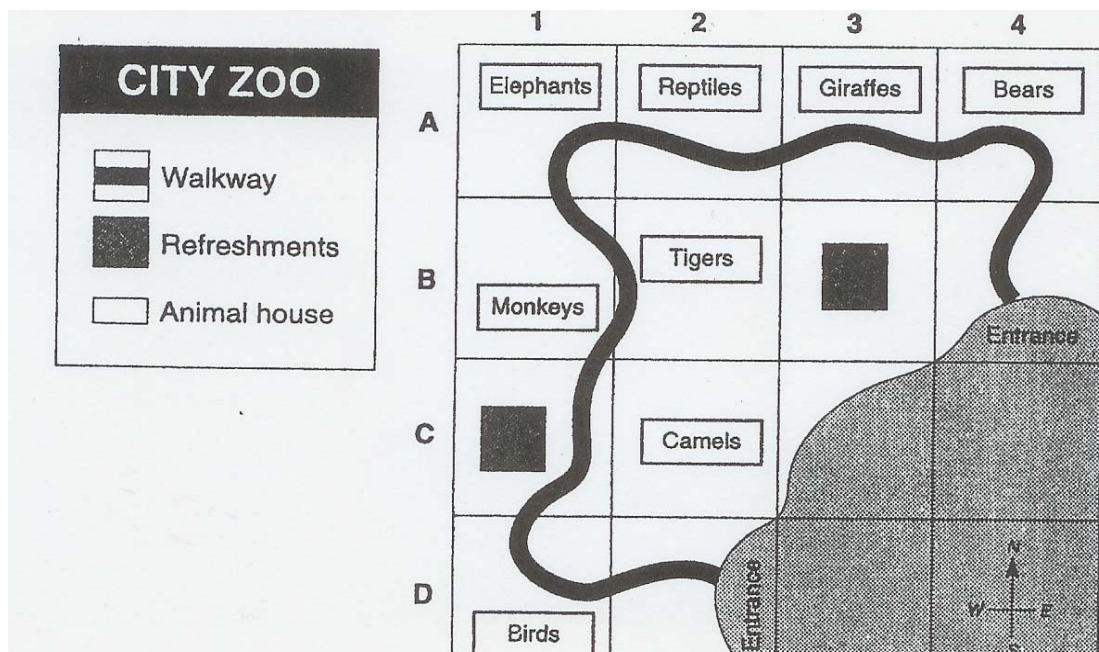 CITY ZOO
Walkway
Refreshments
Animal house
1 2 3 4
A
Elephants Reptiles Giraffes Bears
B
Monkeys Tigers
Entrance
C
Camels
D
Birds
Entrance
N
W E
S